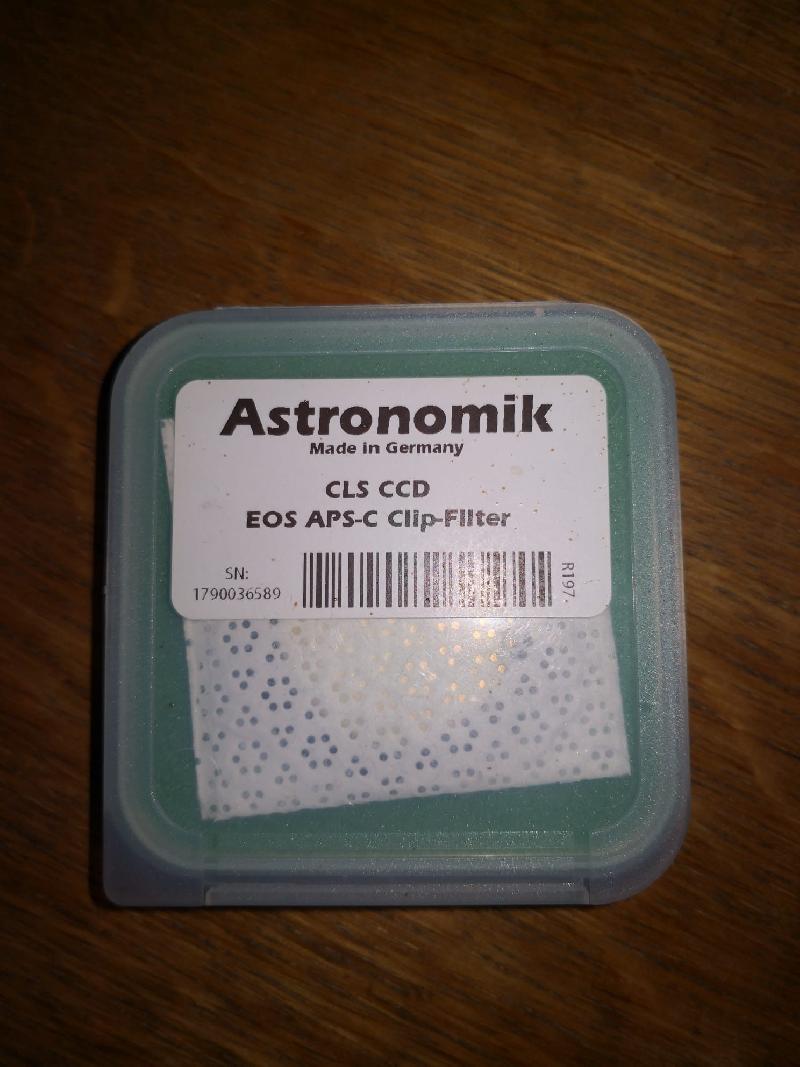 Astronomik
Made in Germany
CLS CCD
EOS APS-C Clip-Filter
SN:
1790036589
R197